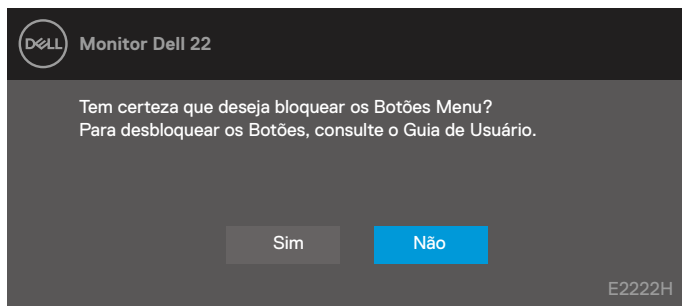 DELL Monitor Dell 22
Tem certeza que deseja bloquear os Botões Menu?
Para desbloquear os Botões, consulte o Guia de Usuário.
Sim Não
E2222H